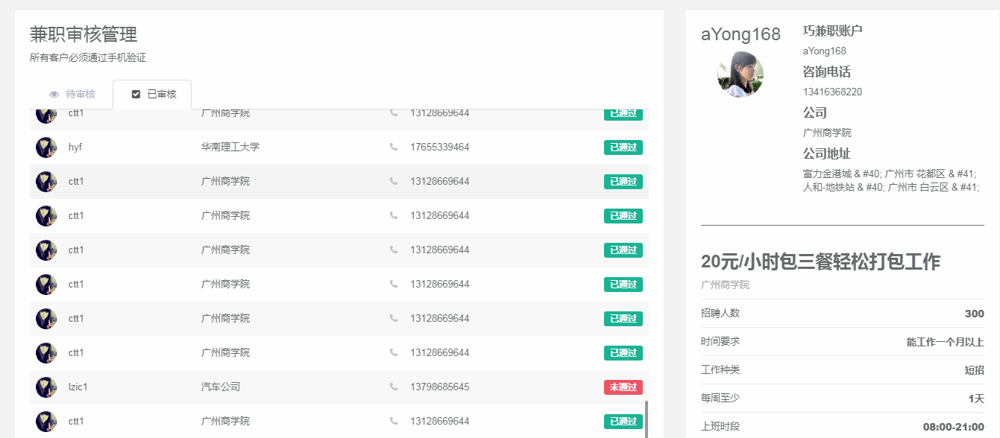 兼职审核管理
所有客户必须通过手机验证
待审核 已审核
ctt1 广州商学院 13128669644 已通过
hyf 华南理工大学 17655339464 已通过
ctt1 广州商学院 13128669644 已通过
ctt1 广州商学院 13128669644 已通过
ctt1 广州商学院 13128669644 已通过
ctt1 广州商学院 13128669644 已通过
ctt1 广州商学院 13128669644 已通过
ctt1 广州商学院 13128669644 已通过
lzic1 汽车公司 13798685645 未通过
ctt1 广州商学院 13128669644 已通过
aYong168
巧兼职账户
aYong168
咨询电话
13416368220
公司
广州商学院
公司地址
富力金港城 & #40; 广州市 花都区 & #41;
人和-地铁站 & #40; 广州市 白云区 & #41;
20元/小时包三餐轻松打包工作
广州商学院
招聘人数 300
时间要求 能工作一个月以上
工作种类 短招
每周至少 1天
上班时段 08:00-21:00